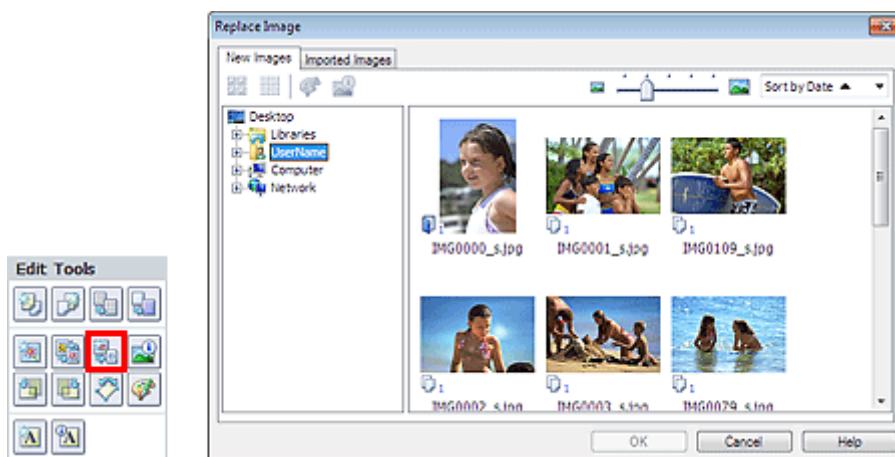 Replace Image
New Images Imported Images
Sort by Date
Desktop
Libraries
UserName
Computer
Network
1 1 1
IMG0000_s.jpg IMG0001_s.jpg IMG0109_s.jpg
1 1 1
IMG0002_s.jpg IMG0003_s.jpg IMG0079_s.jpg
OK Cancel Help
Edit Tools
A A